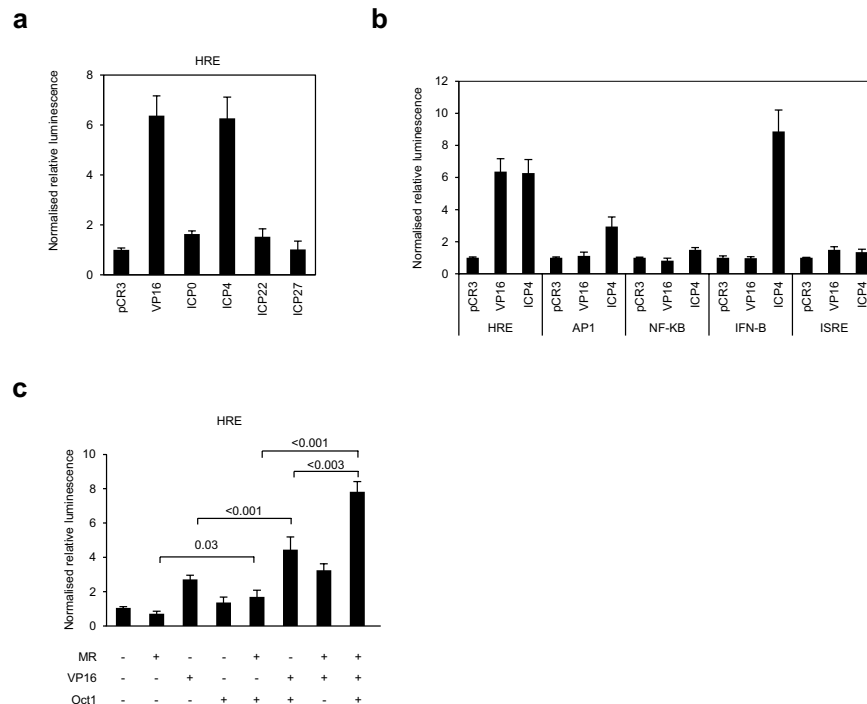 a
HRE
Normalised relative luminescence
8
6
4
2
0
pCR3
VP16
ICP0
ICP4
ICP22
ICP27
b
Normalised relative luminescence
12
10
8
6
4
2
0
pCR3 VP16 ICP4 pCR3 VP16 ICP4 pCR3 VP16 ICP4 pCR3 VP16 ICP4 pCR3 VP16 ICP4
HRE AP1 NF-KB IFN-B ISRE
c
HRE
Normalised relative luminescence
10
8
6
4
2
0
<0.001
<0.003
<0.001
0.03
MR - + - - + - + +
VP16 - - + - - + + +
Oct1 - - - + + + - +